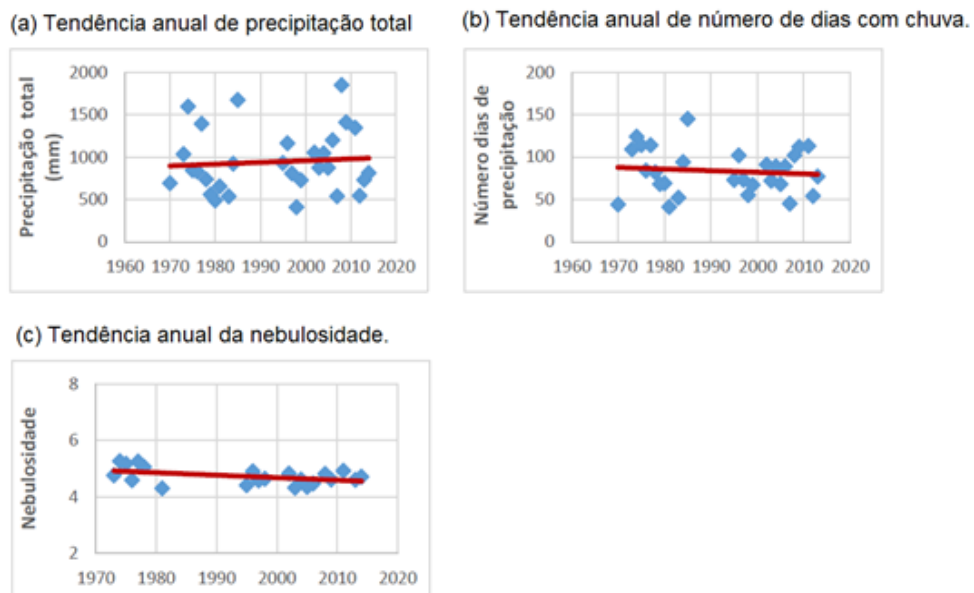 (a) Tendência anual de precipitação total
2000
1500
1000
500
0
Precipitação total
(mm)
1960 1970 1980 1990 2000 2010 2020
(b) Tendência anual de número de dias com chuva.
200
150
100
50
0
Número dias de
precipitação
1960 1970 1980 1990 2000 2010 2020
(c) Tendência anual da nebulosidade.
8
6
4
2
Nebulosidade
1970 1980 1990 2000 2010 2020